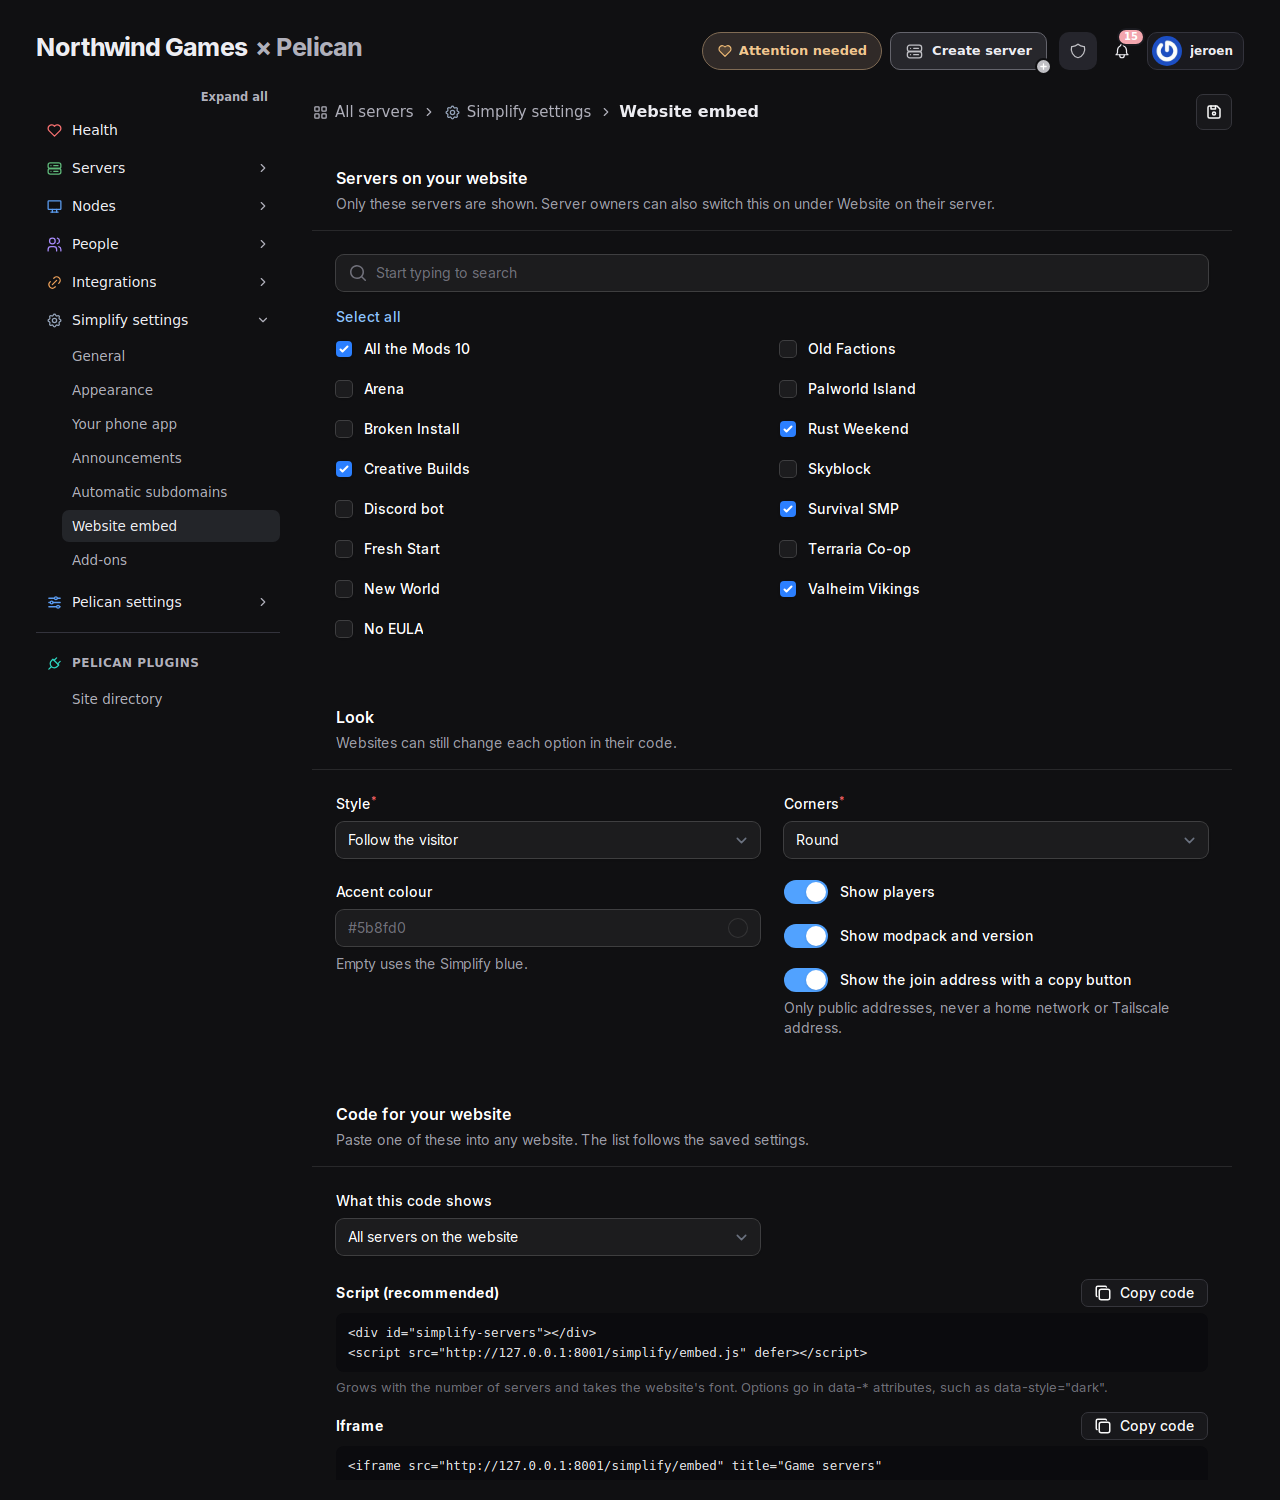 Northwind Games × Pelican
Attention needed
Create server
15
jeroen
Expand all
Health
Servers
Nodes
People
Integrations
Simplify settings
General
Appearance
Your phone app
Announcements
Automatic subdomains
Website embed
Add-ons
Pelican settings
PELICAN PLUGINS
Site directory
All servers > Simplify settings > Website embed
Servers on your website
Only these servers are shown. Server owners can also switch this on under Website on their server.
Start typing to search
Select all
All the Mods 10
Arena
Broken Install
Creative Builds
Discord bot
Fresh Start
New World
No EULA
Old Factions
Palworld Island
Rust Weekend
Skyblock
Survival SMP
Terraria Co-op
Valheim Vikings
Look
Websites can still change each option in their code.
Style*
Follow the visitor
Corners*
Round
Accent colour
#5b8fd0
Empty uses the Simplify blue.
Show players
Show modpack and version
Show the join address with a copy button
Only public addresses, never a home network or Tailscale
address.
Code for your website
Paste one of these into any website. The list follows the saved settings.
What this code shows
All servers on the website
Script (recommended)
Copy code
<div id="simplify-servers"></div>
<script src="http://127.0.0.1:8001/simplify/embed.js" defer></script>
Grows with the number of servers and takes the website's font. Options go in data-* attributes, such as data-style="dark".
Iframe
Copy code
<iframe src="http://127.0.0.1:8001/simplify/embed" title="Game servers"